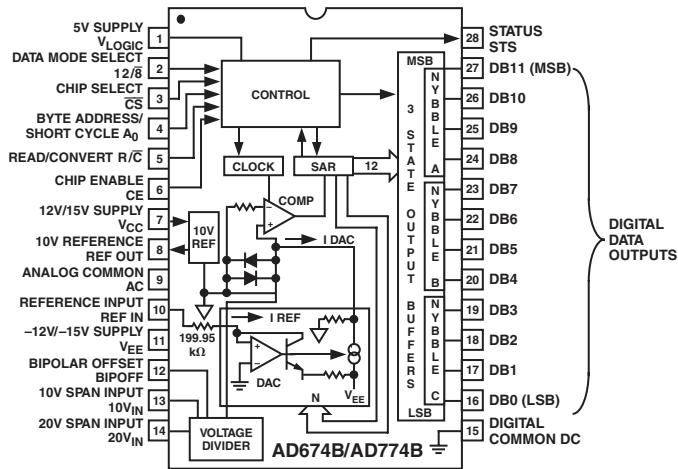 5V SUPPLY
VLOGIC
1
DATA MODE SELECT
12/8
2
CHIP SELECT
CS
3
BYTE ADDRESS/
SHORT CYCLE A0
4
READ/CONVERT R/C
5
CHIP ENABLE
CE
6
12V/15V SUPPLY
VCC
7
10V REFERENCE
REF OUT
8
ANALOG COMMON
AC
9
REFERENCE INPUT
REF IN
10
–12V/–15V SUPPLY
VEE
11
BIPOLAR OFFSET
BIPOFF
12
10V SPAN INPUT
10VIN
13
20V SPAN INPUT
20VIN
14
CONTROL
CLOCK
SAR
12
COMP
–
+
10V
REF
I DAC
I REF
199.95
kΩ
+
–
DAC
VEE
N
VOLTAGE
DIVIDER
AD674B/AD774B
MSB
3 STATE OUTPUT BUFFERS
LSB
NYBBLE A
NYBBLE B
NYBBLE C
28
STATUS
STS
27
DB11 (MSB)
26
DB10
25
DB9
24
DB8
23
DB7
22
DB6
21
DB5
20
DB4
19
DB3
18
DB2
17
DB1
16
DB0 (LSB)
15
DIGITAL
COMMON DC
DIGITAL
DATA
OUTPUTS